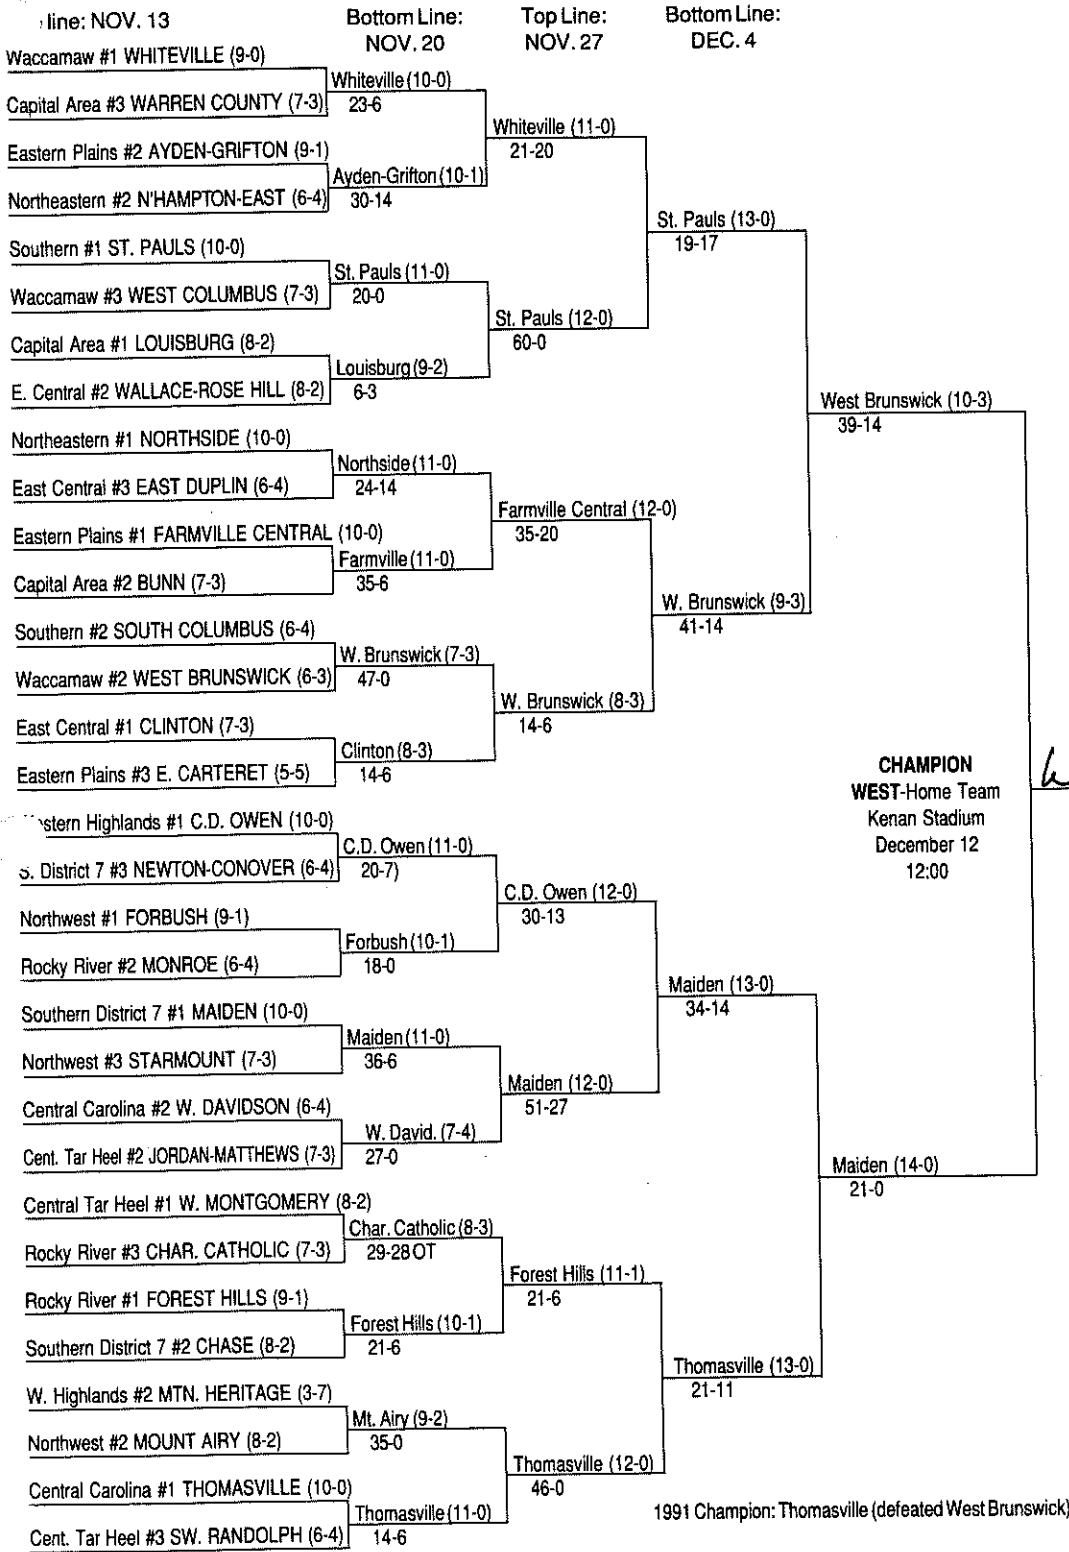 line: NOV. 13
Bottom Line:
NOV. 20
Top Line:
NOV. 27
Bottom Line:
DEC. 4
Waccamaw #1 WHITEVILLE (9-0)
Whiteville (10-0)
23-6
Capital Area #3 WARREN COUNTY (7-3)
Whiteville (11-0)
21-20
Eastern Plains #2 AYDEN-GRIFTON (9-1)
Ayden-Grifton (10-1)
30-14
Northeastern #2 N'HAMPTON-EAST (6-4)
St. Pauls (13-0)
19-17
Southern #1 ST. PAULS (10-0)
St. Pauls (11-0)
20-0
Waccamaw #3 WEST COLUMBUS (7-3)
St. Pauls (12-0)
60-0
Capital Area #1 LOUISBURG (8-2)
Louisburg (9-2)
6-3
E. Central #2 WALLACE-ROSE HILL (8-2)
West Brunswick (10-3)
39-14
Northeastern #1 NORTHSIDE (10-0)
Northside (11-0)
24-14
East Central #3 EAST DUPLIN (6-4)
Farmville Central (12-0)
35-20
Eastern Plains #1 FARMVILLE CENTRAL (10-0)
Farmville (11-0)
35-6
Capital Area #2 BUNN (7-3)
W. Brunswick (9-3)
41-14
Southern #2 SOUTH COLUMBUS (6-4)
W. Brunswick (7-3)
47-0
Waccamaw #2 WEST BRUNSWICK (6-3)
W. Brunswick (8-3)
14-6
East Central #1 CLINTON (7-3)
Clinton (8-3)
14-6
Eastern Plains #3 E. CARTERET (5-5)
CHAMPION
WEST-Home Team
Kenan Stadium
December 12
12:00
stern Highlands #1 C.D. OWEN (10-0)
C.D. Owen (11-0)
20-7)
S. District 7 #3 NEWTON-CONOVER (6-4)
C.D. Owen (12-0)
30-13
Northwest #1 FORBUSH (9-1)
Forbush (10-1)
18-0
Rocky River #2 MONROE (6-4)
Maiden (13-0)
34-14
Southern District 7 #1 MAIDEN (10-0)
Maiden (11-0)
36-6
Northwest #3 STARMOUNT (7-3)
Maiden (12-0)
51-27
Central Carolina #2 W. DAVIDSON (6-4)
W. David. (7-4)
27-0
Cent. Tar Heel #2 JORDAN-MATTHEWS (7-3)
Maiden (14-0)
21-0
Central Tar Heel #1 W. MONTGOMERY (8-2)
Char. Catholic (8-3)
29-28 OT
Rocky River #3 CHAR. CATHOLIC (7-3)
Forest Hills (11-1)
21-6
Rocky River #1 FOREST HILLS (9-1)
Forest Hills (10-1)
21-6
Southern District 7 #2 CHASE (8-2)
Thomasville (13-0)
21-11
W. Highlands #2 MTN. HERITAGE (3-7)
Mt. Airy (9-2)
35-0
Northwest #2 MOUNT AIRY (8-2)
Thomasville (12-0)
46-0
Central Carolina #1 THOMASVILLE (10-0)
Thomasville (11-0)
14-6
Cent. Tar Heel #3 SW. RANDOLPH (6-4)
1991 Champion: Thomasville (defeated West Brunswick)